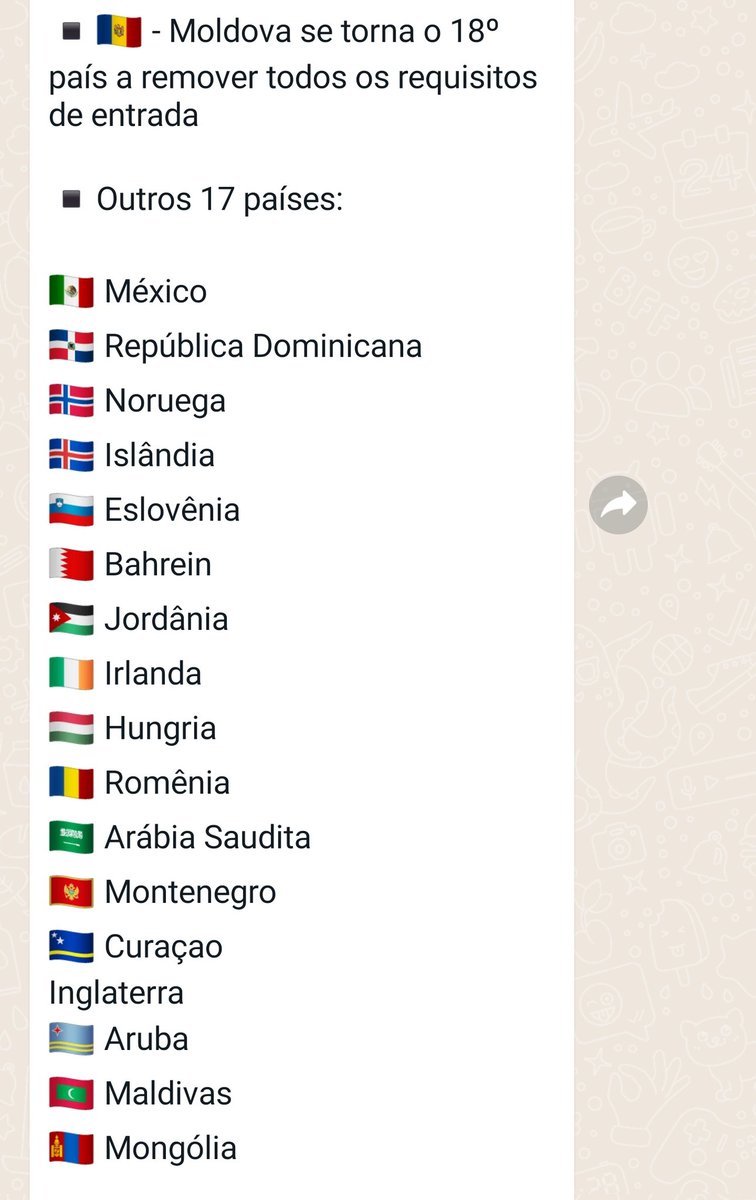 ▪️🇲🇩 - Moldova se torna o 18º
país a remover todos os requisitos
de entrada
▪️ Outros 17 países:
🇲🇽 México
🇩🇴 República Dominicana
🇳🇴 Noruega
🇮🇸 Islândia
🇸🇮 Eslovênia
🇧🇭 Bahrein
🇯🇴 Jordânia
🇮🇪 Irlanda
🇭🇺 Hungria
🇷🇴 Romênia
🇸🇦 Arábia Saudita
🇲🇪 Montenegro
🇨🇼 Curaçao
Inglaterra
🇦🇼 Aruba
🇲🇻 Maldivas
🇲🇳 Mongólia